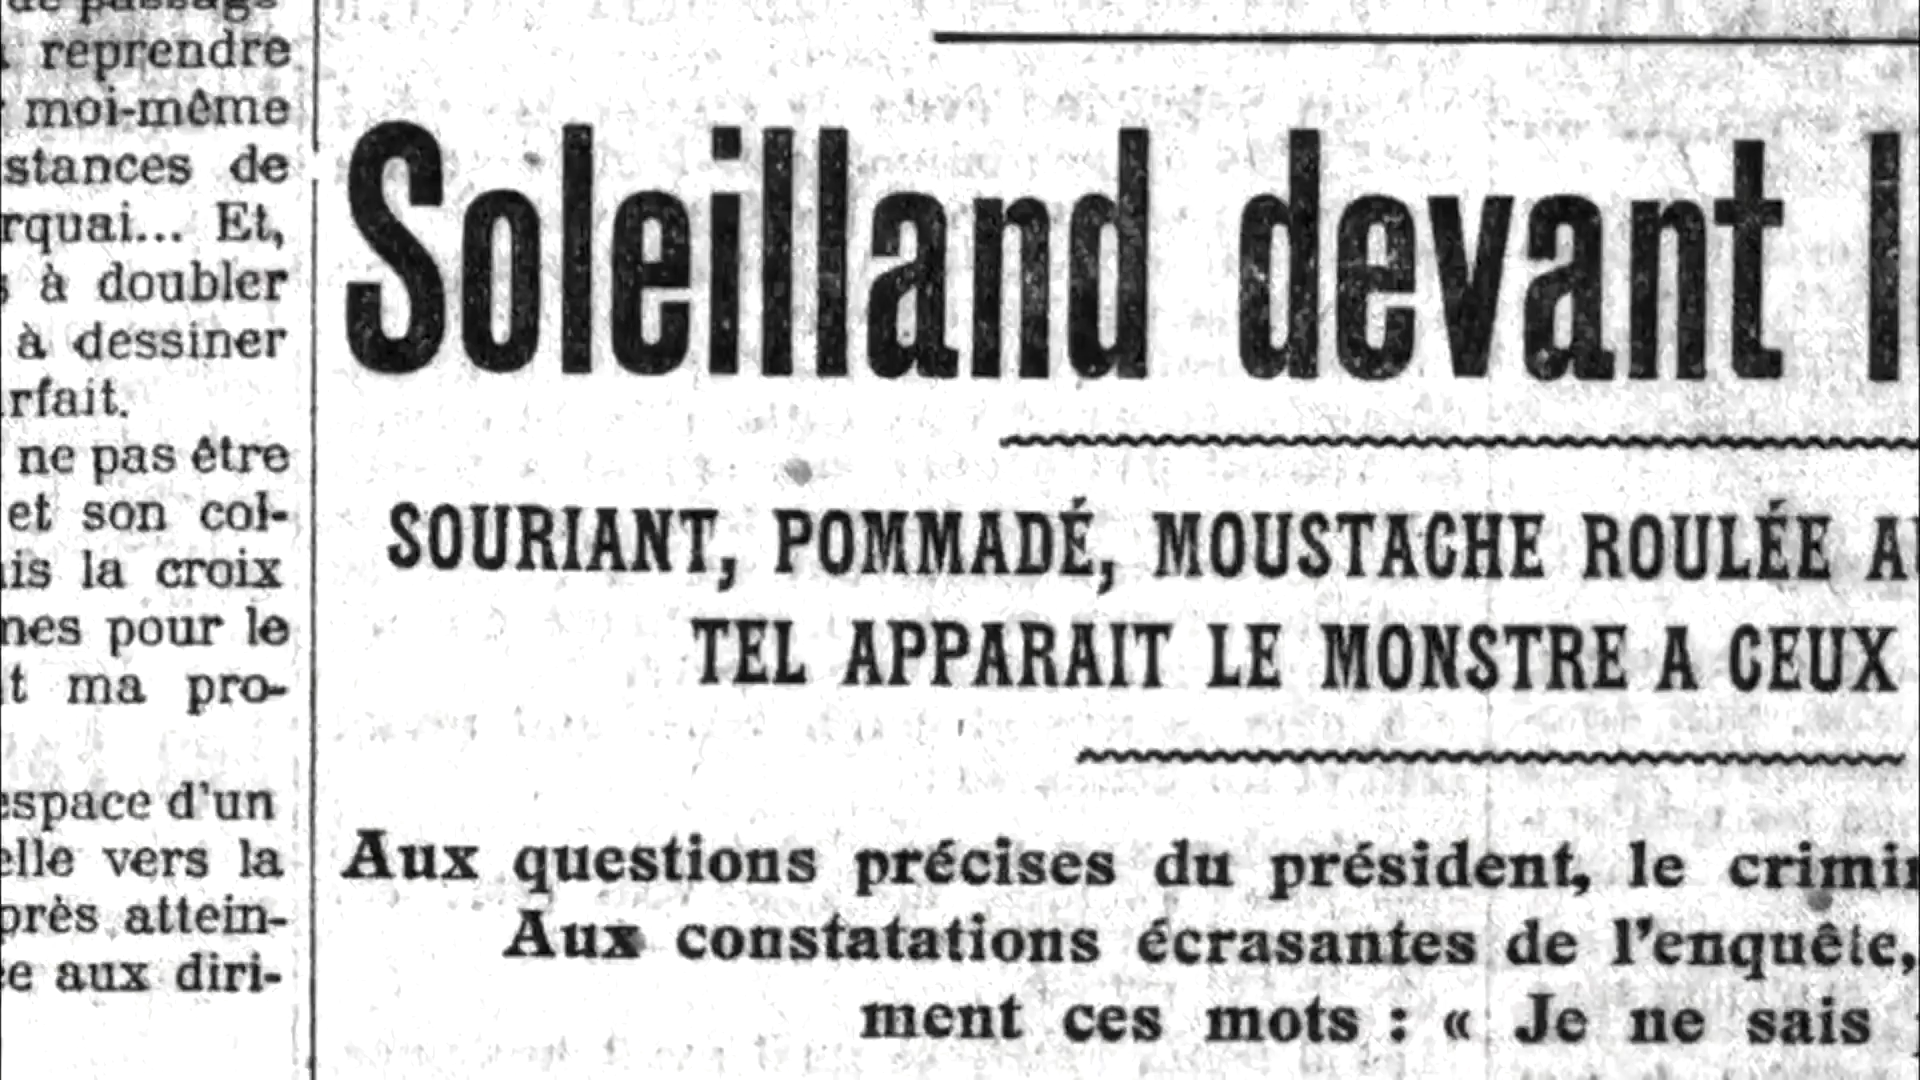 reprendre
moi-même
stances de
rquai... Et,
à doubler
à dessiner
rfait.
ne pas être
et son col-
is la croix
nes pour le
t ma pro-
espace d'un
elle vers la
près attein-
e aux diri-
Soleilland devant l
SOURIANT, POMMADÉ, MOUSTACHE ROULÉE AU
TEL APPARAIT LE MONSTRE A CEUX
Aux questions précises du président, le crimin
Aux constatations écrasantes de l'enquête,
ment ces mots : « Je ne sais